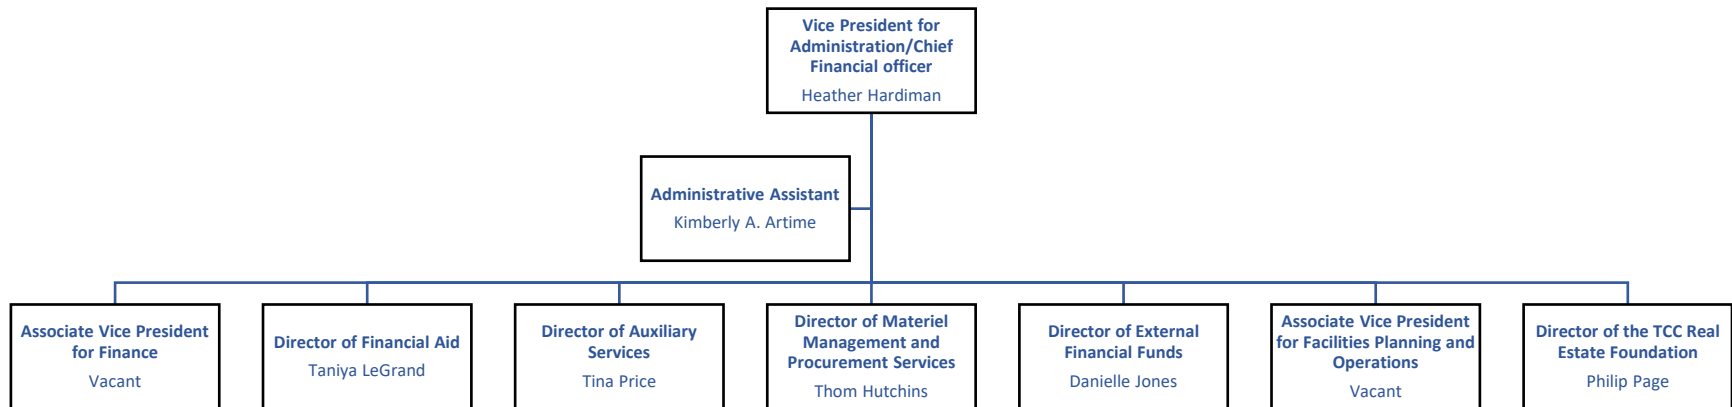 Vice President for
Administration/Chief
Financial officer
Heather Hardiman
Administrative Assistant
Kimberly A. Artime
Associate Vice President
for Finance
Vacant
Director of Financial Aid
Taniya LeGrand
Director of Auxiliary
Services
Tina Price
Director of Materiel
Management and
Procurement Services
Thom Hutchins
Director of External
Financial Funds
Danielle Jones
Associate Vice President
for Facilities Planning and
Operations
Vacant
Director of the TCC Real
Estate Foundation
Philip Page